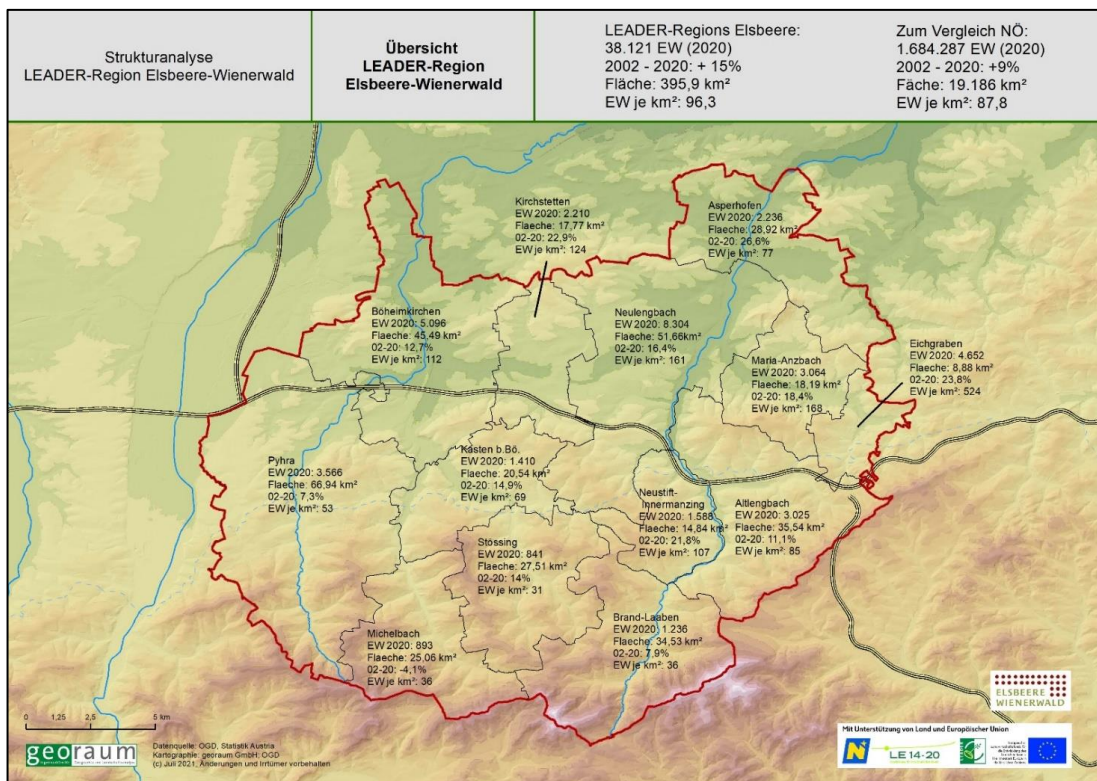 Strukturanalyse
LEADER-Region Elsbeere-Wienerwald
Übersicht
LEADER-Region
Elsbeere-Wienerwald
LEADER-Regions Elsbeere:
38.121 EW (2020)
2002 - 2020: + 15%
Fläche: 395,9 km²
EW je km²: 96,3
Zum Vergleich NÖ:
1.684.287 EW (2020)
2002 - 2020: +9%
Fäche: 19.186 km²
EW je km²: 87,8
Kirchstetten
EW 2020: 2.210
Flaeche: 17,77 km²
02-20: 22,9%
EW je km²: 124
Asperhofen
EW 2020: 2.236
Flaeche: 28,92 km²
02-20: 26,6%
EW je km²: 77
Böheimkirchen
EW 2020: 5.096
Flaeche: 45,49 km²
02-20: 12,7%
EW je km²: 112
Neulengbach
EW 2020: 8.304
Flaeche: 51,66km²
02-20: 16,4%
EW je km²: 161
Maria-Anzbach
EW 2020: 3.064
Flaeche: 18,19 km²
02-20: 18,4%
EW je km²: 168
Eichgraben
EW 2020: 4.652
Flaeche: 8,88 km²
02-20: 23,8%
EW je km²: 524
Pyhra
EW 2020: 3.566
Flaeche: 66,94 km²
02-20: 7,3%
EW je km²: 53
Kasten b.Bö.
EW 2020: 1.410
Flaeche: 20,54 km²
02-20: 14,9%
EW je km²: 69
Neustift-
Innermanzing
EW 2020: 1.588
Flaeche: 14,84 km²
02-20: 21,8%
EW je km²: 107
Altlengbach
EW 2020: 3.025
Flaeche: 35,54 km²
02-20: 11,1%
EW je km²: 85
Stössing
EW 2020: 841
Flaeche: 27,51 km²
02-20: 14%
EW je km²: 31
Michelbach
EW 2020: 893
Flaeche: 25,06 km²
02-20: -4,1%
EW je km²: 36
Brand-Laaben
EW 2020: 1.236
Flaeche: 34,53 km²
02-20: 7,9%
EW je km²: 36
0 1,25 2,5 5 km
georaum
Datenquelle: OGD, Statistik Austria
Kartographie: georaum GmbH; OGD
(c) Juli 2021, Änderungen und Irrtümer vorbehalten
ELSBEERE
WIENERWALD
Mit Unterstützung von Land und Europäischer Union
N
LE 14-20